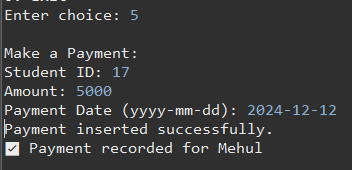 Enter choice: 5
Make a Payment:
Student ID: 17
Amount: 5000
Payment Date (yyyy-mm-dd): 2024-12-12
Payment inserted successfully.
✅ Payment recorded for Mehul